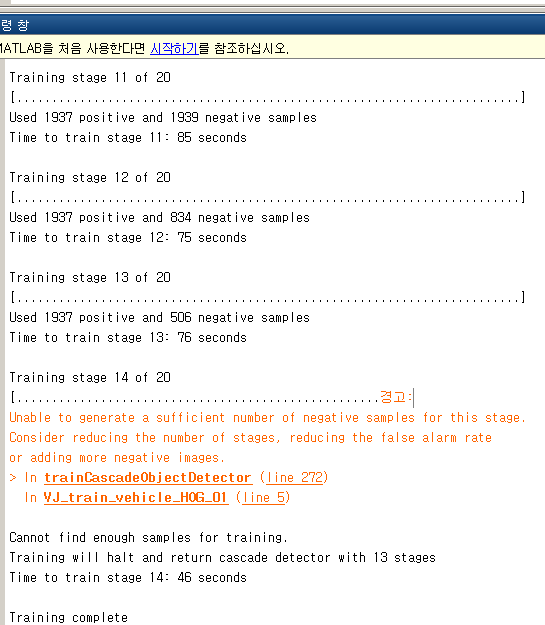 령 창
MATLAB을 처음 사용한다면 시작하기를 참조하십시오.
Training stage 11 of 20
[........................................................................]
Used 1937 positive and 1939 negative samples
Time to train stage 11: 85 seconds
Training stage 12 of 20
[........................................................................]
Used 1937 positive and 834 negative samples
Time to train stage 12: 75 seconds
Training stage 13 of 20
[........................................................................]
Used 1937 positive and 506 negative samples
Time to train stage 13: 76 seconds
Training stage 14 of 20
[....................................................경고:
Unable to generate a sufficient number of negative samples for this stage.
Consider reducing the number of stages, reducing the false alarm rate
or adding more negative images.
> In trainCascadeObjectDetector (line 272)
In VJ_train_vehicle_HOG_01 (line 5)
Cannot find enough samples for training.
Training will halt and return cascade detector with 13 stages
Time to train stage 14: 46 seconds
Training complete